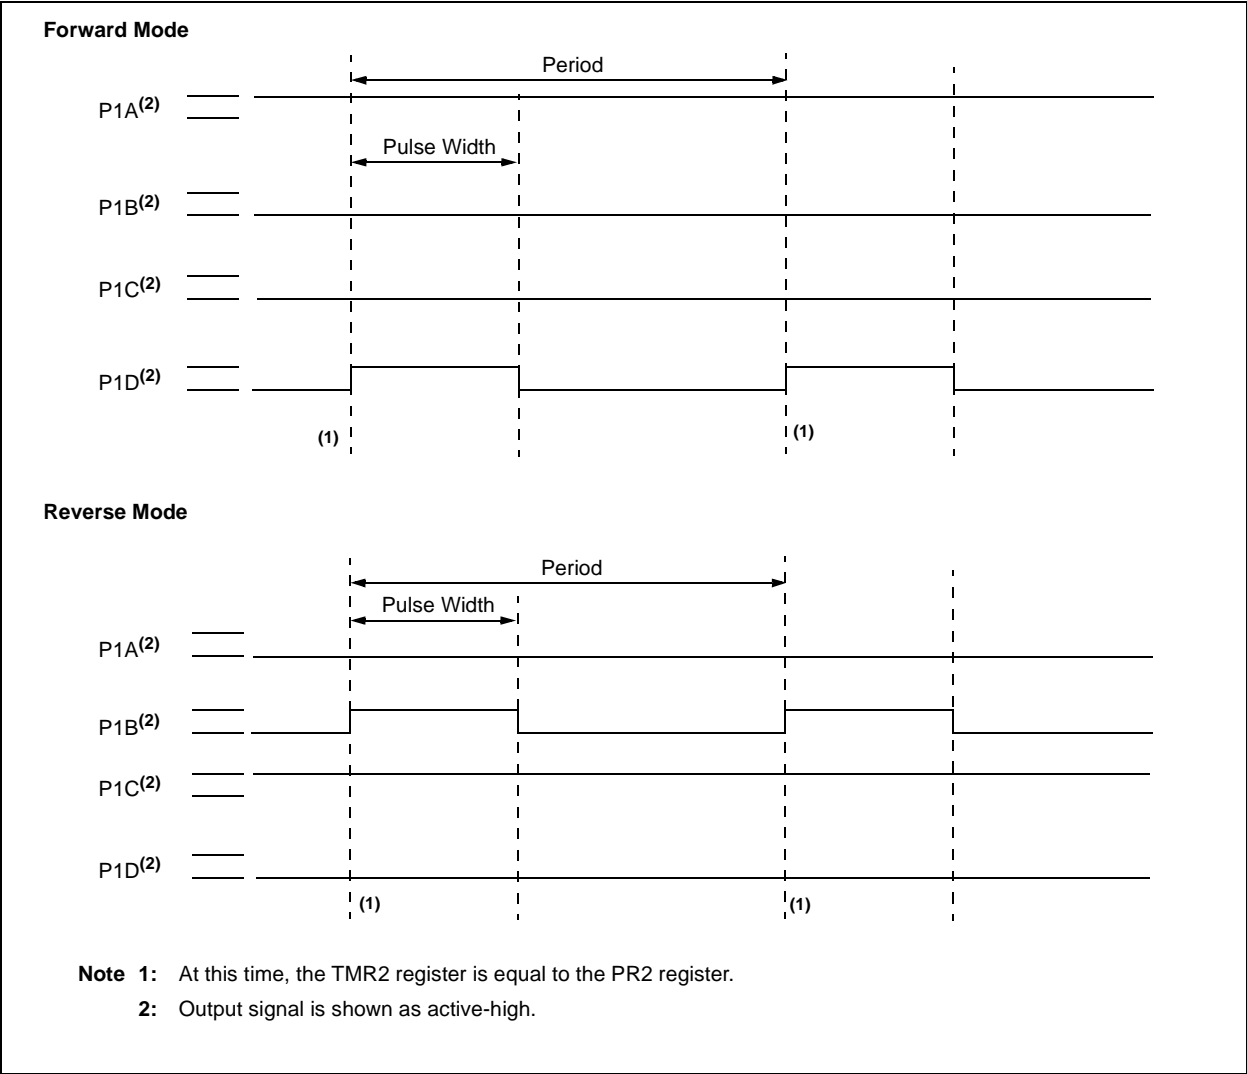 Forward Mode
Period
P1A(2)
Pulse Width
P1B(2)
P1C(2)
P1D(2)
(1)
(1)
Reverse Mode
Period
Pulse Width
P1A(2)
P1B(2)
P1C(2)
P1D(2)
(1)
(1)
Note 1: At this time, the TMR2 register is equal to the PR2 register.
2: Output signal is shown as active-high.